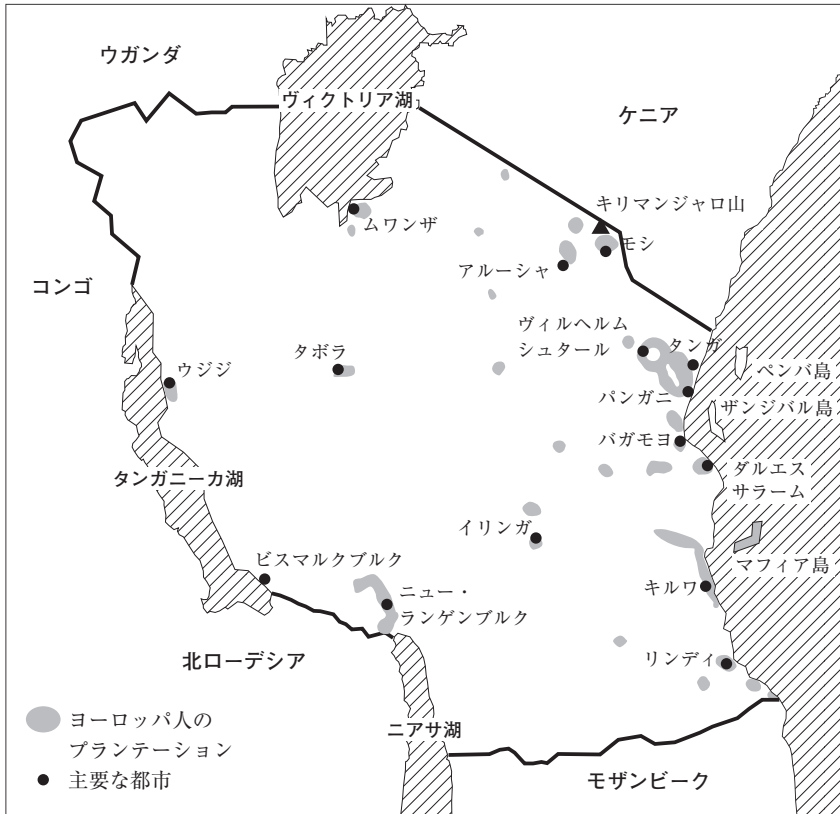 ウガンダ
ヴィクトリア湖
ケニア
キリマンジャロ山
ムワンザ
モシ
アルーシャ
コンゴ
ヴィルヘルム
シュタール
タンガ
タボラ
ウジジ
ペンバ島
パンガニ
ザンジバル島
バガモヨ
タンガニーカ湖
ダルエス
サラーム
イリンガ
ビスマルクブルク
マフィア島
キルワ
ニュー・
ランゲンブルク
北ローデシア
リンディ
ヨーロッパ人の
プランテーション
ニアサ湖
主要な都市
モザンビーク